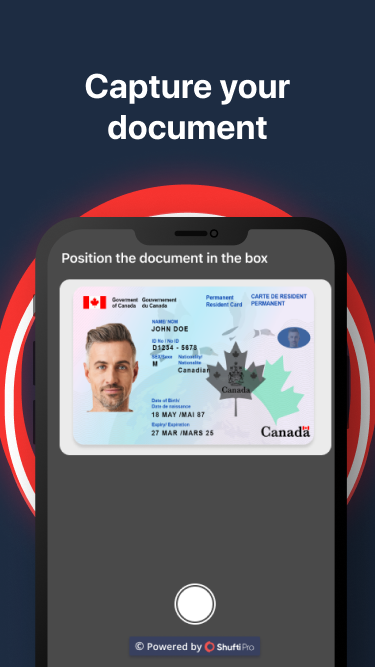 Capture your
document
Position the document in the box
Goverment Gouvernement
of Canada du Canada
Permanent
Resident Card
CARTE DE RESIDENT
PERMANENT
NAME/ NOM
JOHN DOE
ID No / No ID
D1234 - 5678
SEX/Sexe Nationality/
Nationalite
M Canadian
Canada
Date of Birth/
Date de naissance
18 MAY /MAI 87
Expiry/ Expiration
27 MAR /MARS 25
Canada
© Powered by Shufti Pro